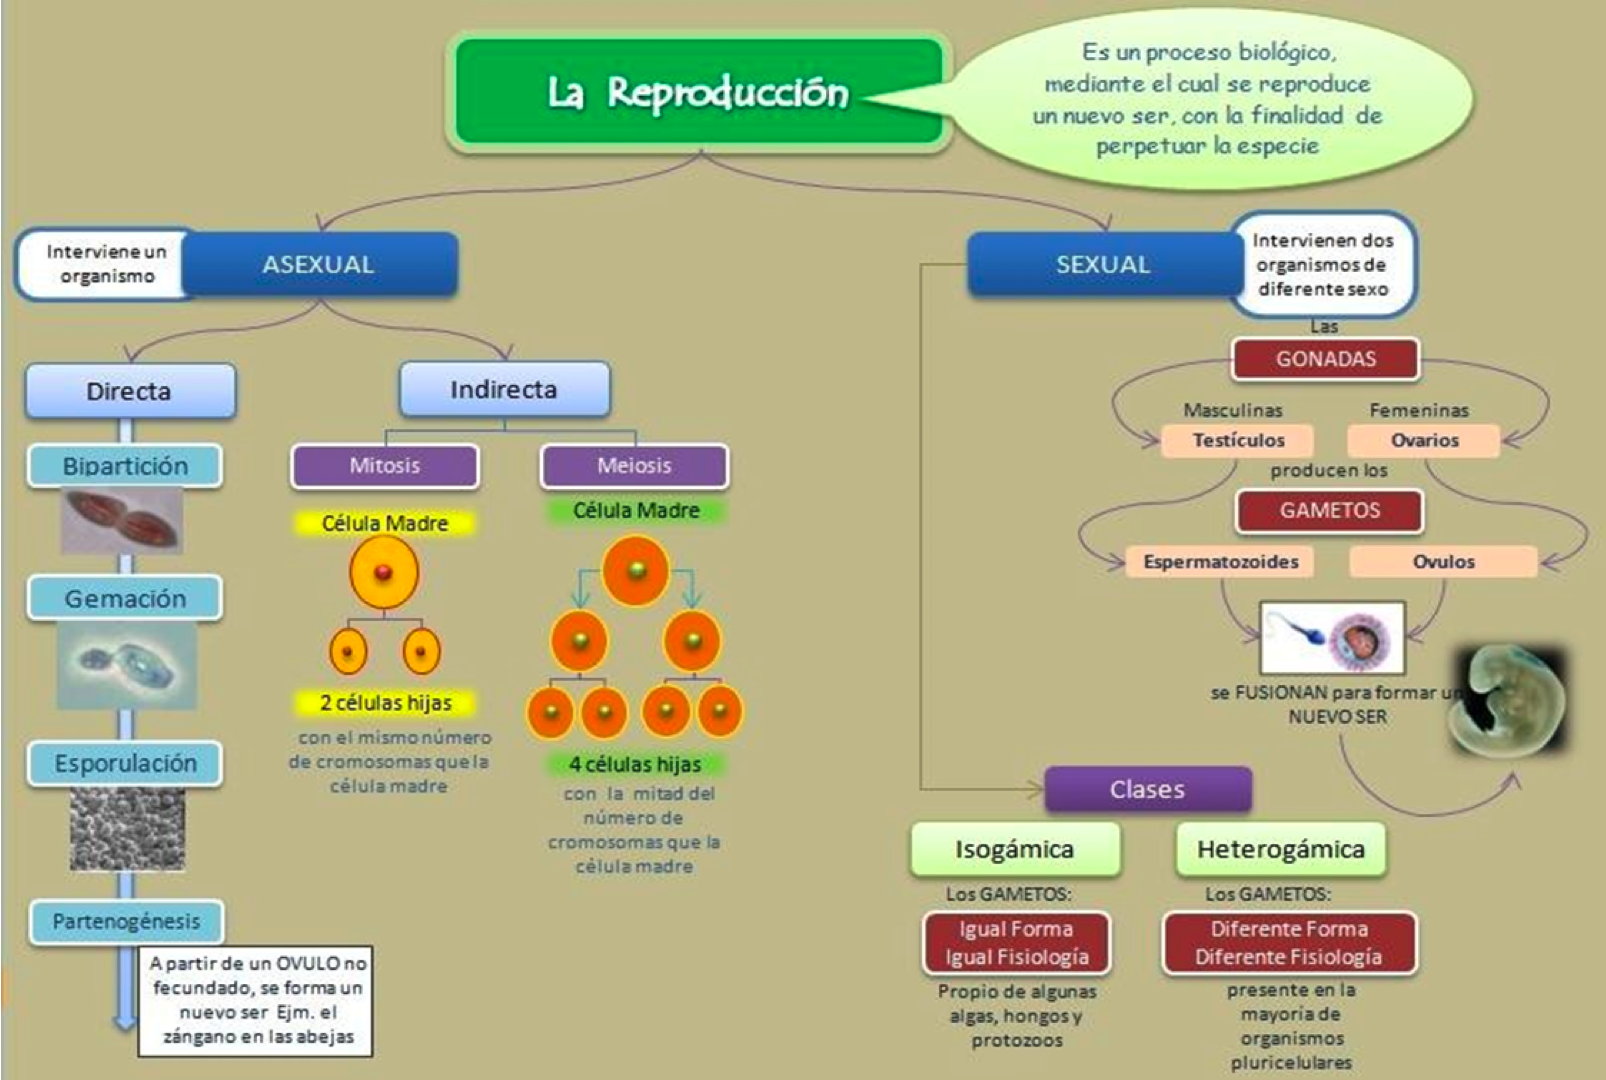 La Reproducción
Es un proceso biológico,
mediante el cual se reproduce
un nuevo ser, con la finalidad de
perpetuar la especie
Interviene un
organismo
ASEXUAL
Directa
Bipartición
Gemación
Esporulación
Partenogénesis
A partir de un OVULO no
fecundado, se forma un
nuevo ser Ejm. el
zángano en las abejas
Indirecta
Mitosis
Célula Madre
2 células hijas
con el mismo número
de cromosomas que la
célula madre
Meiosis
Célula Madre
4 células hijas
con la mitad del
número de
cromosomas que la
célula madre
SEXUAL
Intervienen dos
organismos de
diferente sexo
Las
GONADAS
Masculinas
Testículos
Femeninas
Ovarios
producen los
GAMETOS
Espermatozoides
Ovulos
se FUSIONAN para formar un
NUEVO SER
Clases
Isogámica
Los GAMETOS:
Igual Forma
Igual Fisiología
Propio de algunas
algas, hongos y
protozoos
Heterogámica
Los GAMETOS:
Diferente Forma
Diferente Fisiología
presente en la
mayoria de
organismos
pluricelulares